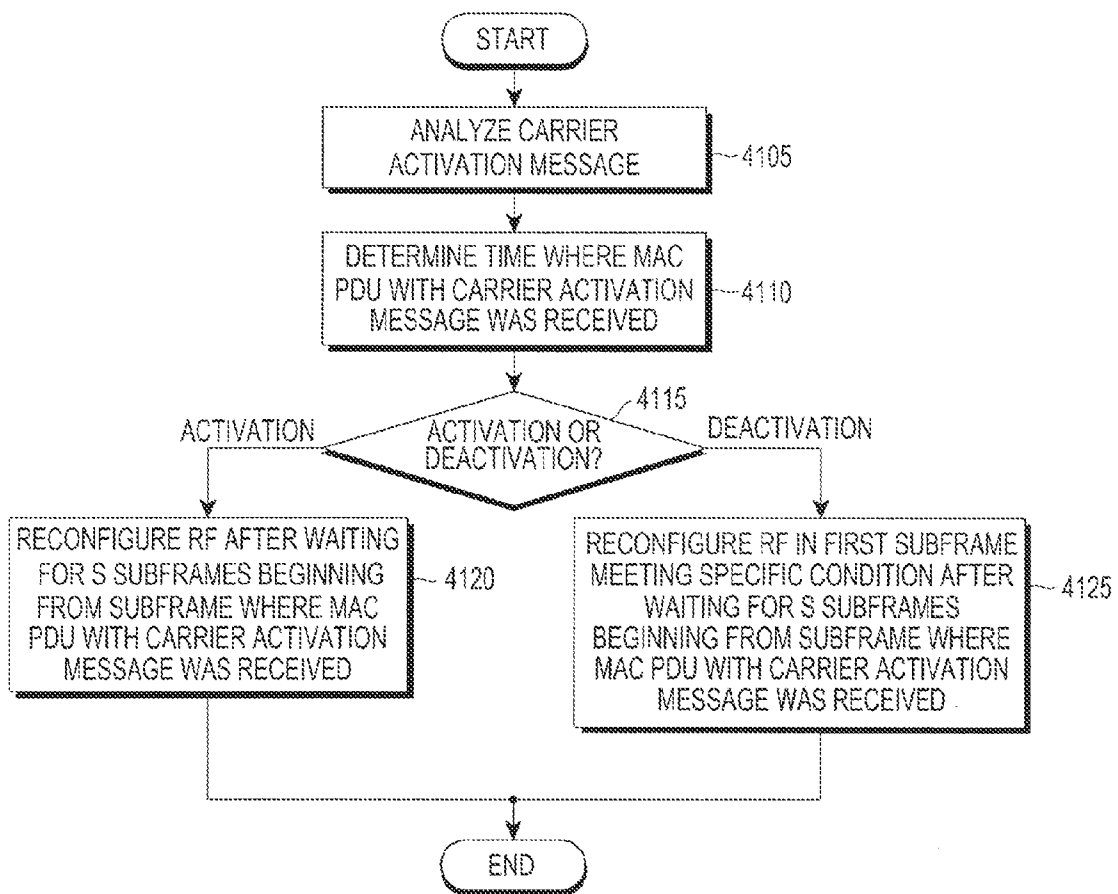 START
ANALYZE CARRIER
ACTIVATION MESSAGE
4105
DETERMINE TIME WHERE MAC
PDU WITH CARRIER ACTIVATION
MESSAGE WAS RECEIVED
4110
4115
ACTIVATION
ACTIVATION OR
DEACTIVATION?
DEACTIVATION
RECONFIGURE RF AFTER WAITING
FOR S SUBFRAMES BEGINNING
FROM SUBFRAME WHERE MAC
PDU WITH CARRIER ACTIVATION
MESSAGE WAS RECEIVED
4120
RECONFIGURE RF IN FIRST SUBFRAME
MEETING SPECIFIC CONDITION AFTER
WAITING FOR S SUBFRAMES
BEGINNING FROM SUBFRAME WHERE
MAC PDU WITH CARRIER ACTIVATION
MESSAGE WAS RECEIVED
4125
END